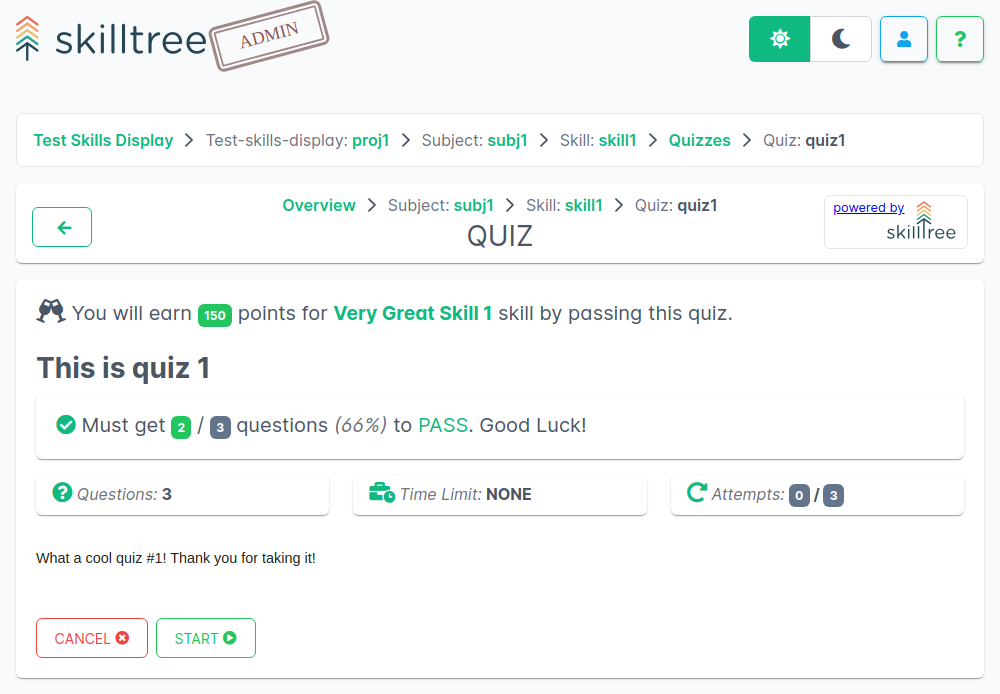 skilltree ADMIN
?
Test Skills Display > Test-skills-display: proj1 > Subject: subj1 > Skill: skill1 > Quizzes > Quiz: quiz1
Overview > Subject: subj1 > Skill: skill1 > Quiz: quiz1
QUIZ
powered by
skilltree
You will earn 150 points for Very Great Skill 1 skill by passing this quiz.
This is quiz 1
Must get 2 / 3 questions (66%) to PASS. Good Luck!
Questions: 3
Time Limit: NONE
Attempts: 0 / 3
What a cool quiz #1! Thank you for taking it!
CANCEL
START